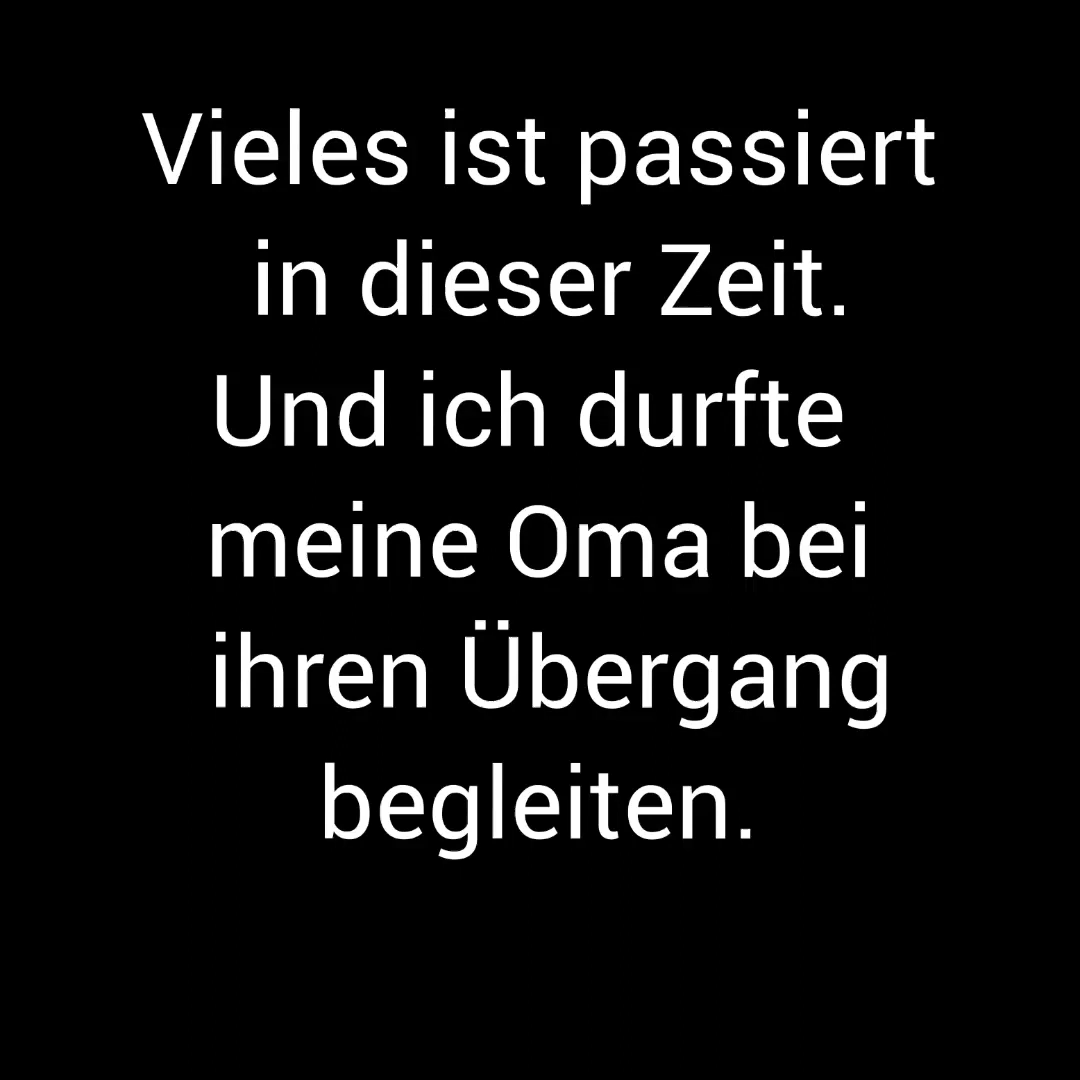 Vieles ist passiert
in dieser Zeit.
Und ich durfte
meine Oma bei
ihren Übergang
begleiten.